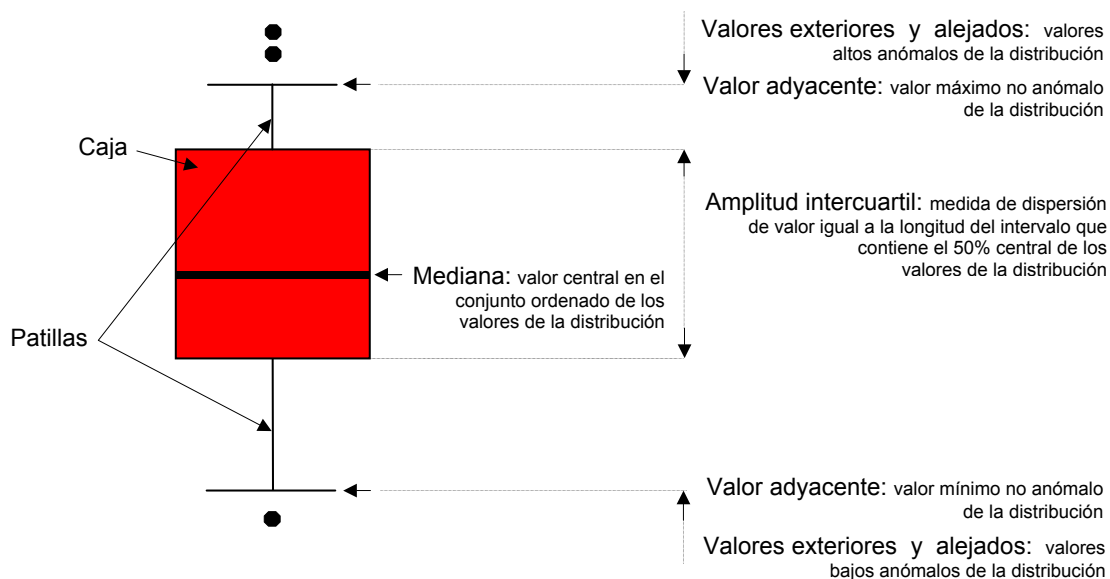 Valores exteriores y alejados: valores
altos anómalos de la distribución
Valor adyacente: valor máximo no anómalo
de la distribución
Caja
Amplitud intercuartil: medida de dispersión
de valor igual a la longitud del intervalo que
contiene el 50% central de los
valores de la distribución
Mediana: valor central en el
conjunto ordenado de los
valores de la distribución
Patillas
Valor adyacente: valor mínimo no anómalo
de la distribución
Valores exteriores y alejados: valores
bajos anómalos de la distribución